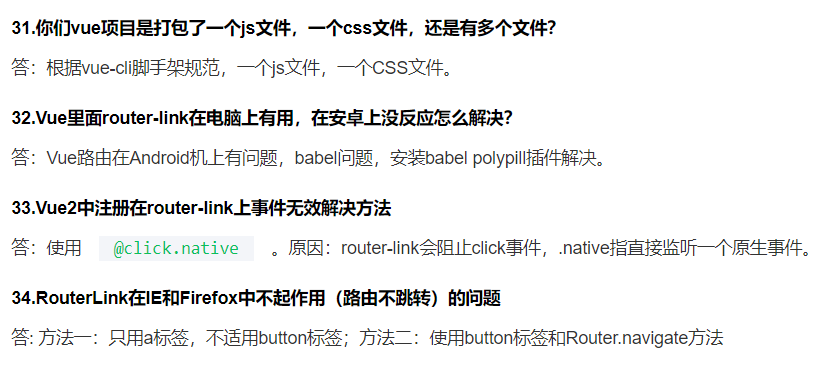 31.你们vue项目是打包了一个js文件，一个css文件，还是有多个文件？
答：根据vue-cli脚手架规范，一个js文件，一个CSS文件。
32.Vue里面router-link在电脑上有用，在安卓上没反应怎么解决？
答：Vue路由在Android机上有问题，babel问题，安装babel polypill插件解决。
33.Vue2中注册在router-link上事件无效解决方法
答：使用 @click.native 。原因：router-link会阻止click事件，.native指直接监听一个原生事件。
34.RouterLink在IE和Firefox中不起作用（路由不跳转）的问题
答: 方法一：只用a标签，不适用button标签；方法二：使用button标签和Router.navigate方法